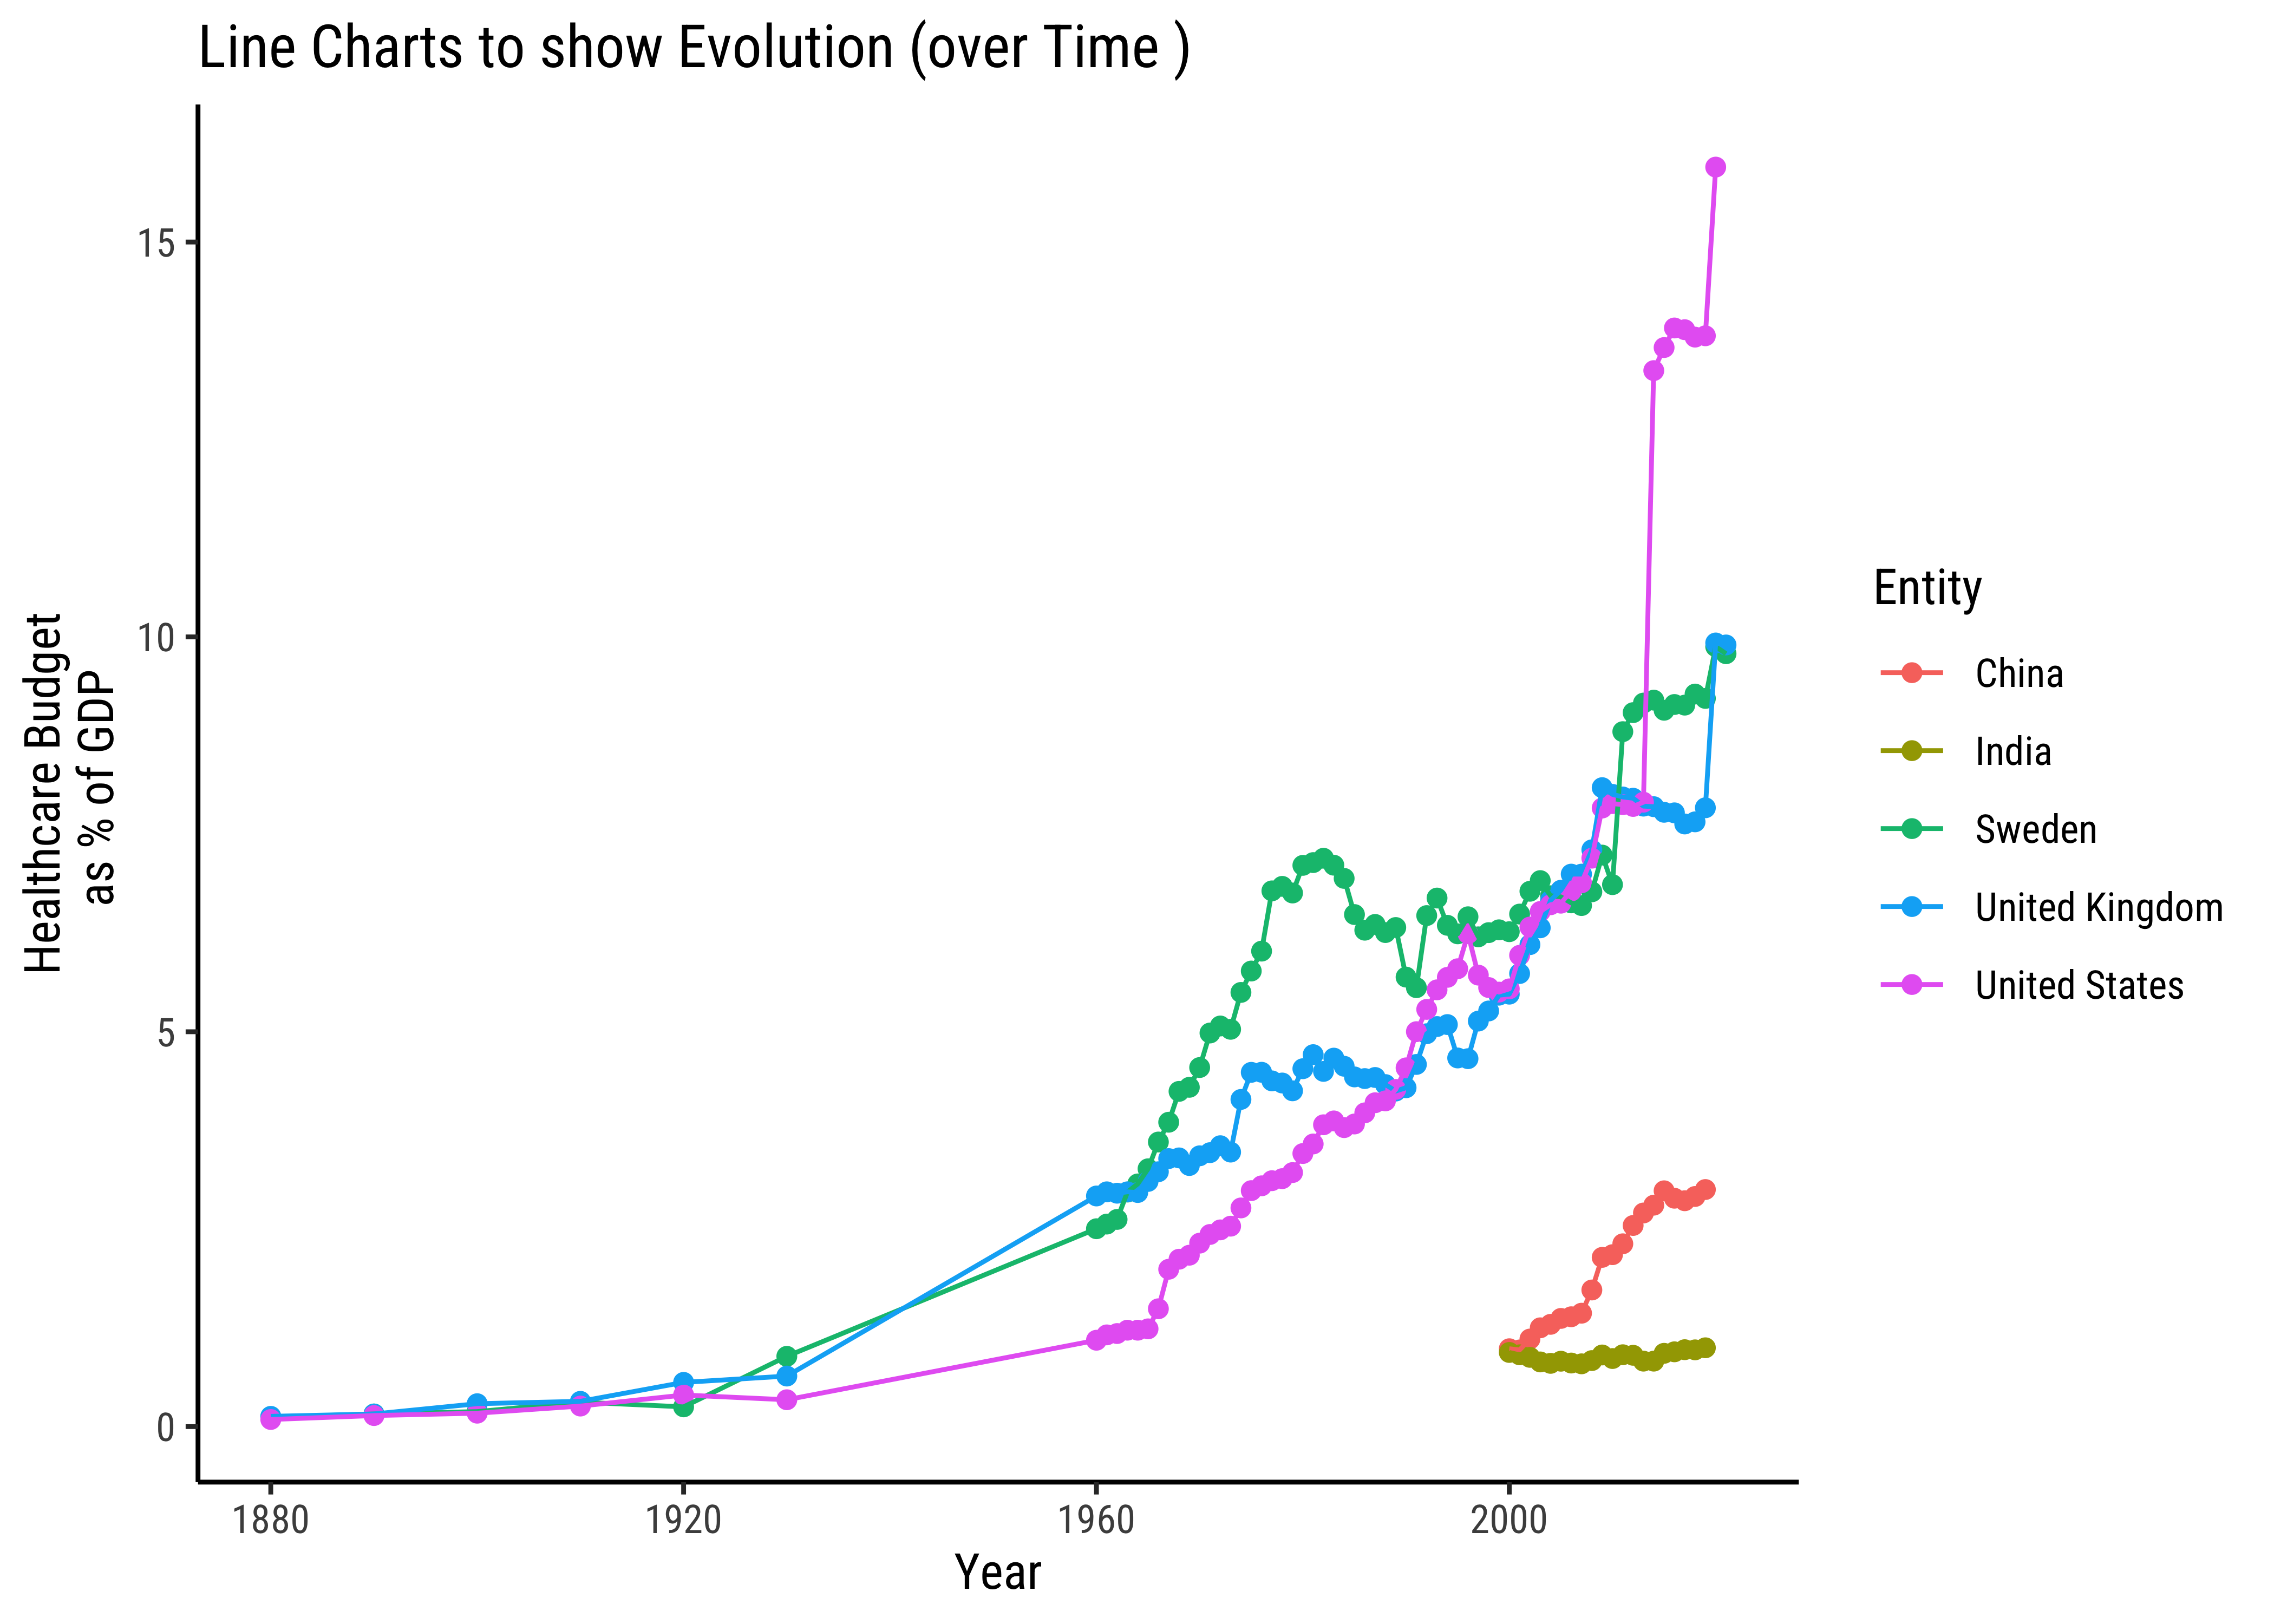 Line Charts to show Evolution (over Time )
Healthcare Budget
as % of GDP
15
10
5
0
1880
1920
1960
2000
Year
Entity
China
India
Sweden
United Kingdom
United States